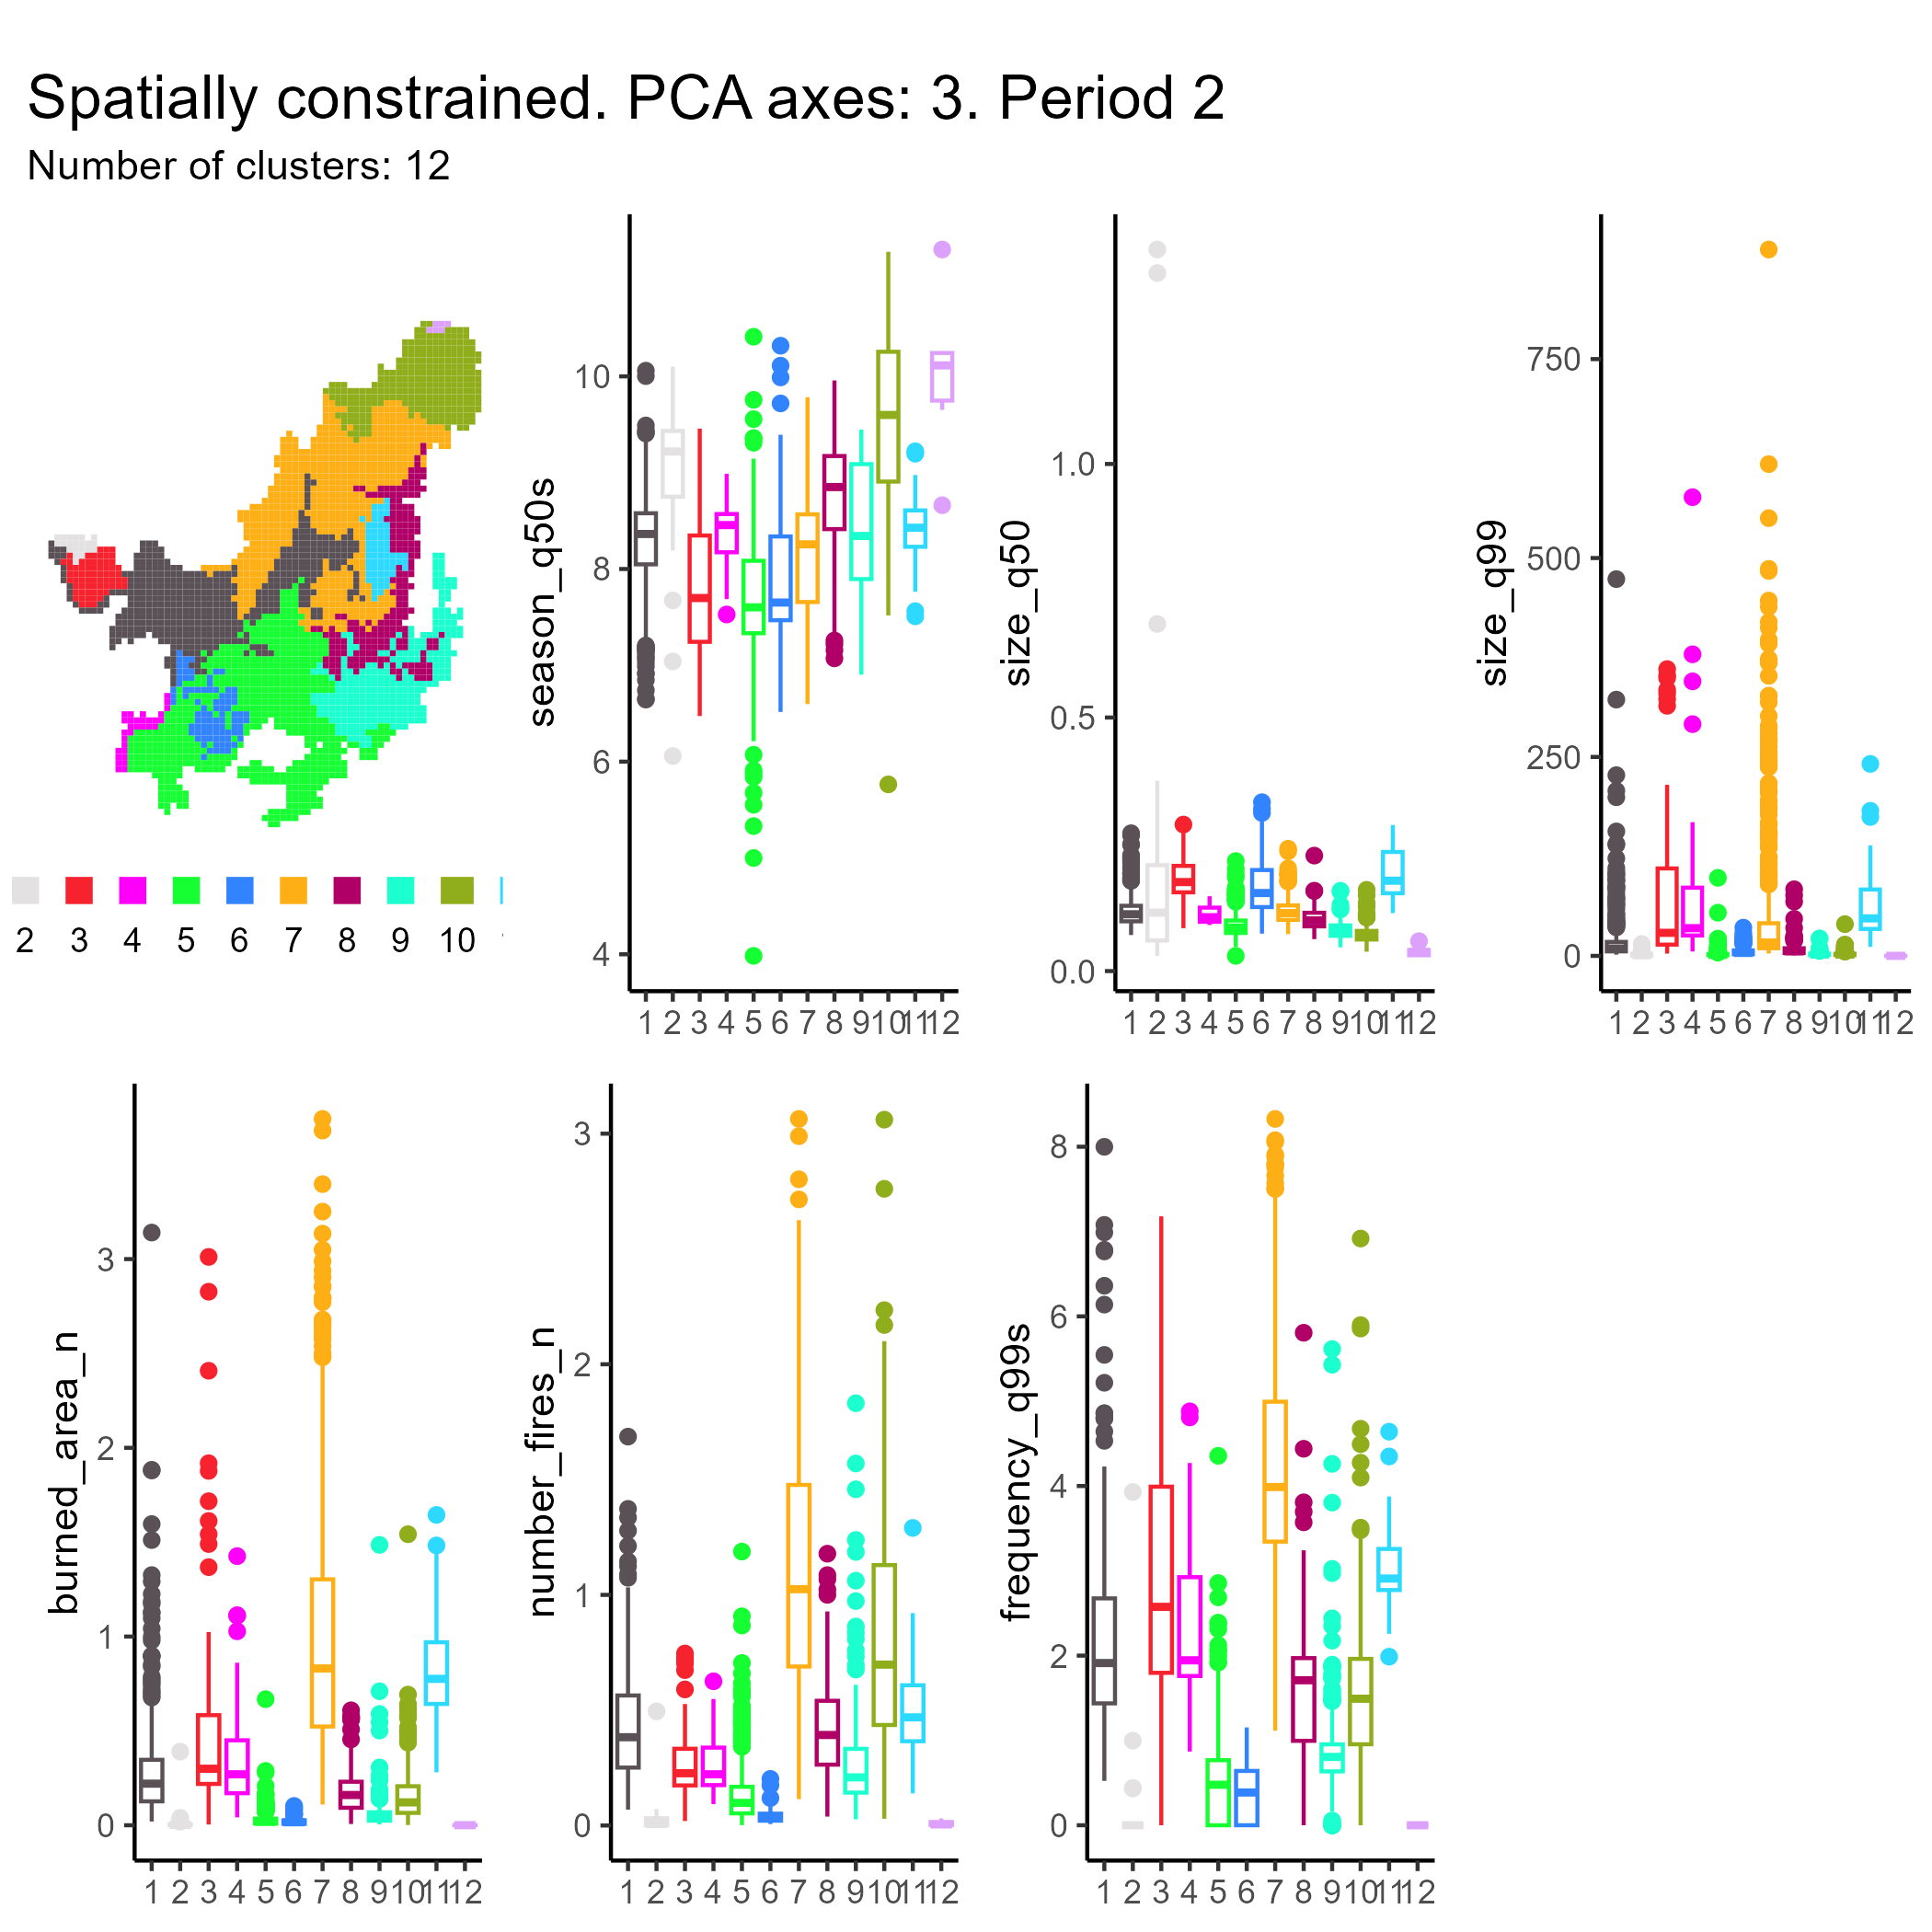 Spatially constrained. PCA axes: 3. Period 2
Number of clusters: 12
2 3 4 5 6 7 8 9 10
season_q50s
10
8
6
4
1 2 3 4 5 6 7 8 9 10 11 12
size_q50
1.0
0.5
0.0
1 2 3 4 5 6 7 8 9 10 11 12
size_q99
750
500
250
0
1 2 3 4 5 6 7 8 9 10 11 12
burned_area_n
3
2
1
0
1 2 3 4 5 6 7 8 9 10 11 12
number_fires_n
3
2
1
0
1 2 3 4 5 6 7 8 9 10 11 12
frequency_q99s
8
6
4
2
0
1 2 3 4 5 6 7 8 9 10 11 12